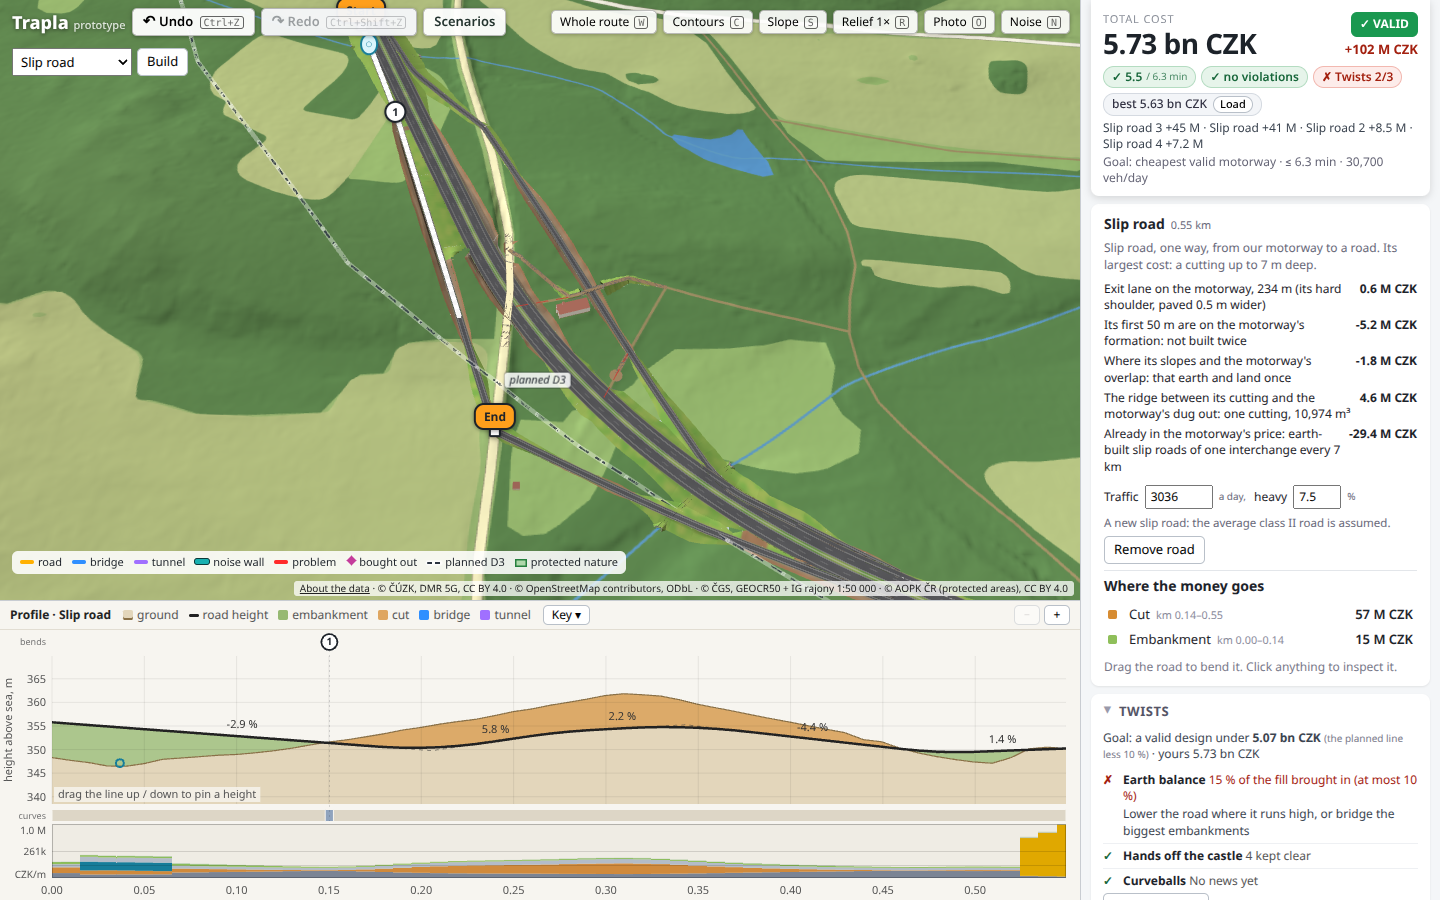 Trapla prototype
↶ Undo Ctrl+Z
↷ Redo Ctrl+Shift+Z
Scenarios
Whole route W
Contours C
Slope S
Relief 1× R
Photo O
Noise N
Slip road
Build
1
planned D3
End
road
bridge
tunnel
noise wall
problem
bought out
planned D3
protected nature
About the data · © ČÚZK, DMR 5G, CC BY 4.0 · © OpenStreetMap contributors, ODbL · © ČGS, GEOCR50 + IG rajony 1:50 000 · © AOPK ČR (protected areas), CC BY 4.0
Profile · Slip road
ground
road height
embankment
cut
bridge
tunnel
Key ▾
−
+
bends
1
height above sea, m
365
360
355
350
345
340
-2.9 %
5.8 %
2.2 %
-4.4 %
1.4 %
drag the line up / down to pin a height
curves
1.0 M
261k
CZK/m
0.00 0.05 0.10 0.15 0.20 0.25 0.30 0.35 0.40 0.45 0.50
TOTAL COST
✓ VALID
5.73 bn CZK
+102 M CZK
✓ 5.5 / 6.3 min
✓ no violations
✗ Twists 2/3
best 5.63 bn CZK Load
Slip road 3 +45 M · Slip road +41 M · Slip road 2 +8.5 M ·
Slip road 4 +7.2 M
Goal: cheapest valid motorway · ≤ 6.3 min · 30,700
veh/day
Slip road 0.55 km
Slip road, one way, from our motorway to a road. Its
largest cost: a cutting up to 7 m deep.
Exit lane on the motorway, 234 m (its hard 0.6 M CZK
shoulder, paved 0.5 m wider)
Its first 50 m are on the motorway's -5.2 M CZK
formation: not built twice
Where its slopes and the motorway's -1.8 M CZK
overlap: that earth and land once
The ridge between its cutting and the 4.6 M CZK
motorway's dug out: one cutting, 10,974 m³
Already in the motorway's price: earth- -29.4 M CZK
built slip roads of one interchange every 7
km
Traffic 3036 a day, heavy 7.5 %
A new slip road: the average class II road is assumed.
Remove road
Where the money goes
Cut km 0.14–0.55 57 M CZK
Embankment km 0.00–0.14 15 M CZK
Drag the road to bend it. Click anything to inspect it.
▼ TWISTS
Goal: a valid design under 5.07 bn CZK (the planned line
less 10 %) · yours 5.73 bn CZK
✗ Earth balance 15 % of the fill brought in (at most 10
%)
Lower the road where it runs high, or bridge the
biggest embankments
✓ Hands off the castle 4 kept clear
✓ Curveballs No news yet